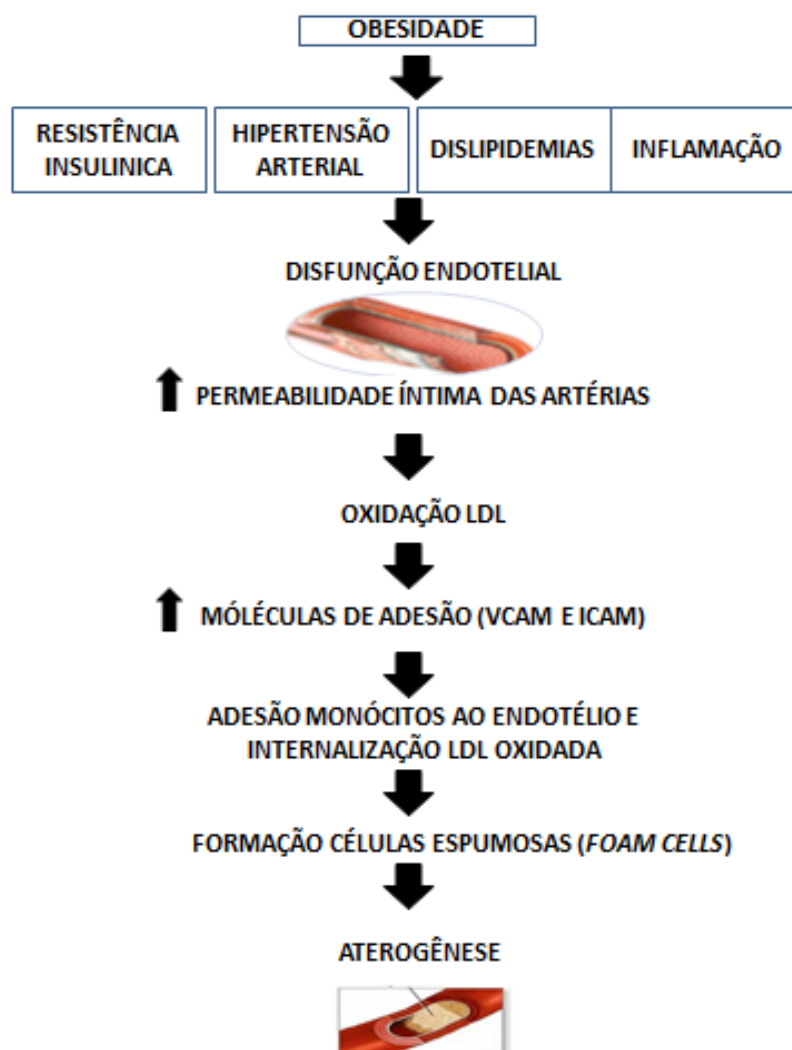 OBESIDADE
RESISTÊNCIA
INSULINICA
HIPERTENSÃO
ARTERIAL
DISLIPIDEMIAS
INFLAMAÇÃO
DISFUNÇÃO ENDOTELIAL
PERMEABILIDADE ÍNTIMA DAS ARTÉRIAS
OXIDAÇÃO LDL
MÓLÉCULAS DE ADESÃO (VCAM E ICAM)
ADESÃO MONÓCITOS AO ENDOTÉLIO E
INTERNALIZAÇÃO LDL OXIDADA
FORMAÇÃO CÉLULAS ESPUMOSAS (FOAM CELLS)
ATEROGÊNESE